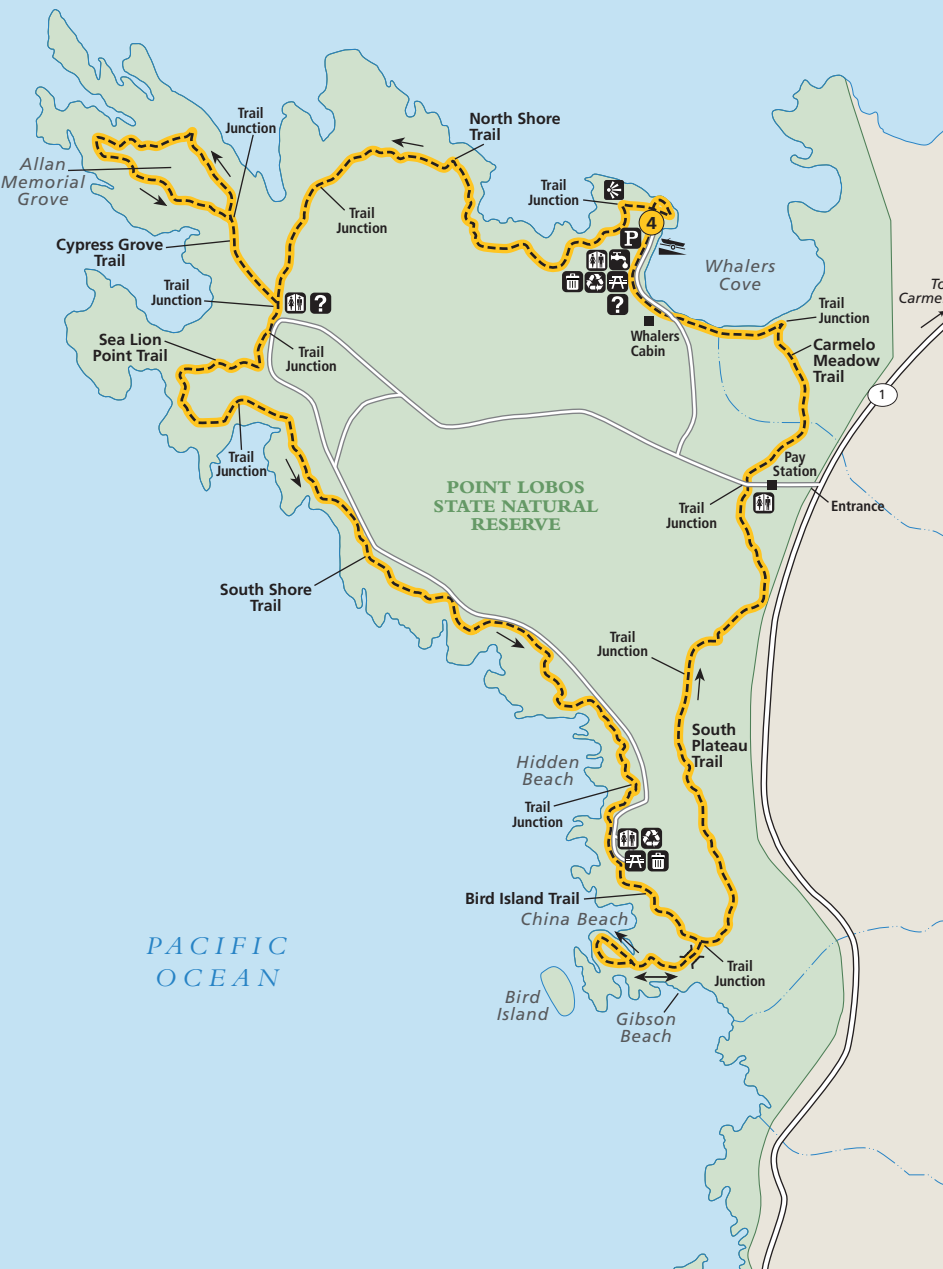 North Shore
Trail
Trail
Junction
Allan
Memorial
Grove
Trail
Junction
4
P
Trail
Junction
Cypress Grove
Trail
Whalers
Cove
To
Carme
Trail
Junction
?
?
Trail
Junction
Whalers
Cabin
Sea Lion
Point Trail
Trail
Junction
Carmelo
Meadow
Trail
1
Trail
Junction
Pay
Station
POINT LOBOS
STATE NATURAL
RESERVE
Trail
Junction
Entrance
South Shore
Trail
Trail
Junction
South
Plateau
Trail
Hidden
Beach
Trail
Junction
Bird Island Trail
China Beach
PACIFIC
OCEAN
Trail
Junction
Bird
Island
Gibson
Beach